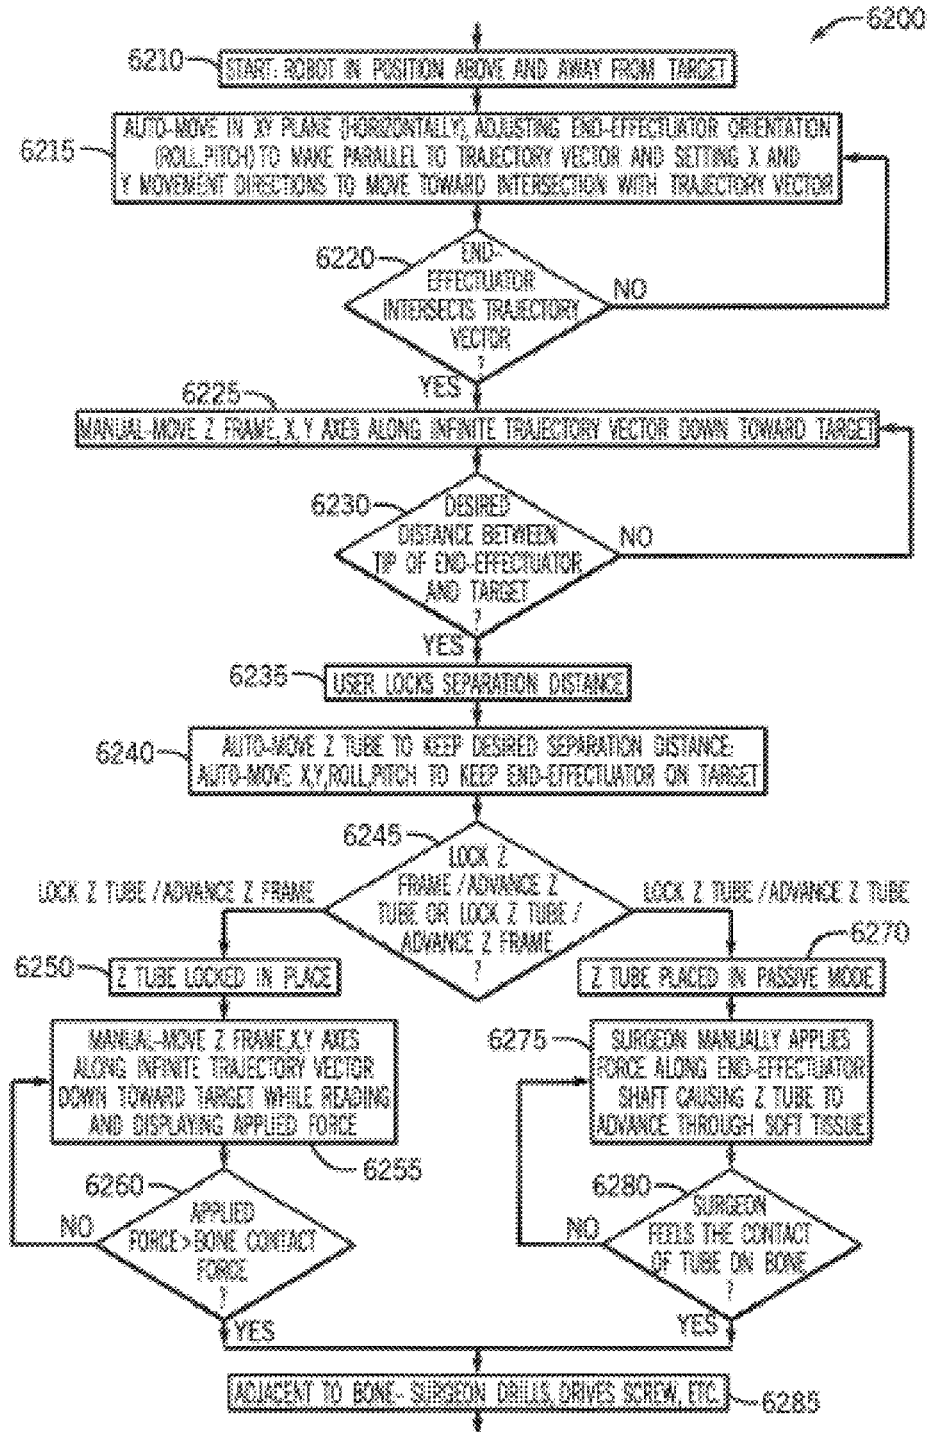 6200
6210
START: ROBOT IN POSITION ABOVE AND AWAY FROM TARGET
6215
AUTO-MOVE IN XY PLANE (HORIZONTALLY), ADJUSTING END-EFFECTUATOR ORIENTATION
(ROLL,PITCH) TO MAKE PARALLEL TO TRAJECTORY VECTOR AND SETTING X AND
Y MOVEMENT DIRECTIONS TO MOVE TOWARD INTERSECTION WITH TRAJECTORY VECTOR
6220
END-
EFFECTUATOR
INTERSECTS TRAJECTORY
VECTOR
?
NO
YES
6225
MANUAL-MOVE Z FRAME, X, Y AXES ALONG INFINITE TRAJECTORY VECTOR DOWN TOWARD TARGET
6230
DESIRED
DISTANCE BETWEEN
TIP OF END-EFFECTUATOR
AND TARGET
?
NO
YES
6235
USER LOCKS SEPARATION DISTANCE
6240
AUTO-MOVE Z TUBE TO KEEP DESIRED SEPARATION DISTANCE:
AUTO-MOVE X,Y,ROLL,PITCH TO KEEP END-EFFECTUATOR ON TARGET
6245
LOCK Z
FRAME/ADVANCE Z
TUBE OR LOCK Z TUBE/
ADVANCE Z FRAME
?
LOCK Z TUBE/ADVANCE Z FRAME
LOCK Z TUBE/ADVANCE Z TUBE
6250
Z TUBE LOCKED IN PLACE
6270
Z TUBE PLACED IN PASSIVE MODE
MANUAL-MOVE Z FRAME,X,Y AXES
ALONG INFINITE TRAJECTORY VECTOR
DOWN TOWARD TARGET WHILE READING
AND DISPLAYING APPLIED FORCE
6255
6275
SURGEON MANUALLY APPLIES
FORCE ALONG END-EFFECTUATOR
SHAFT CAUSING Z TUBE TO
ADVANCE THROUGH SOFT TISSUE
6260
APPLIED
FORCE>BONE CONTACT
FORCE
?
NO
YES
6280
SURGEON
FEELS THE CONTACT
OF TUBE ON BONE
?
NO
YES
ADJACENT TO BONE- SURGEON DRILLS, DRIVES SCREW, ETC.
6285